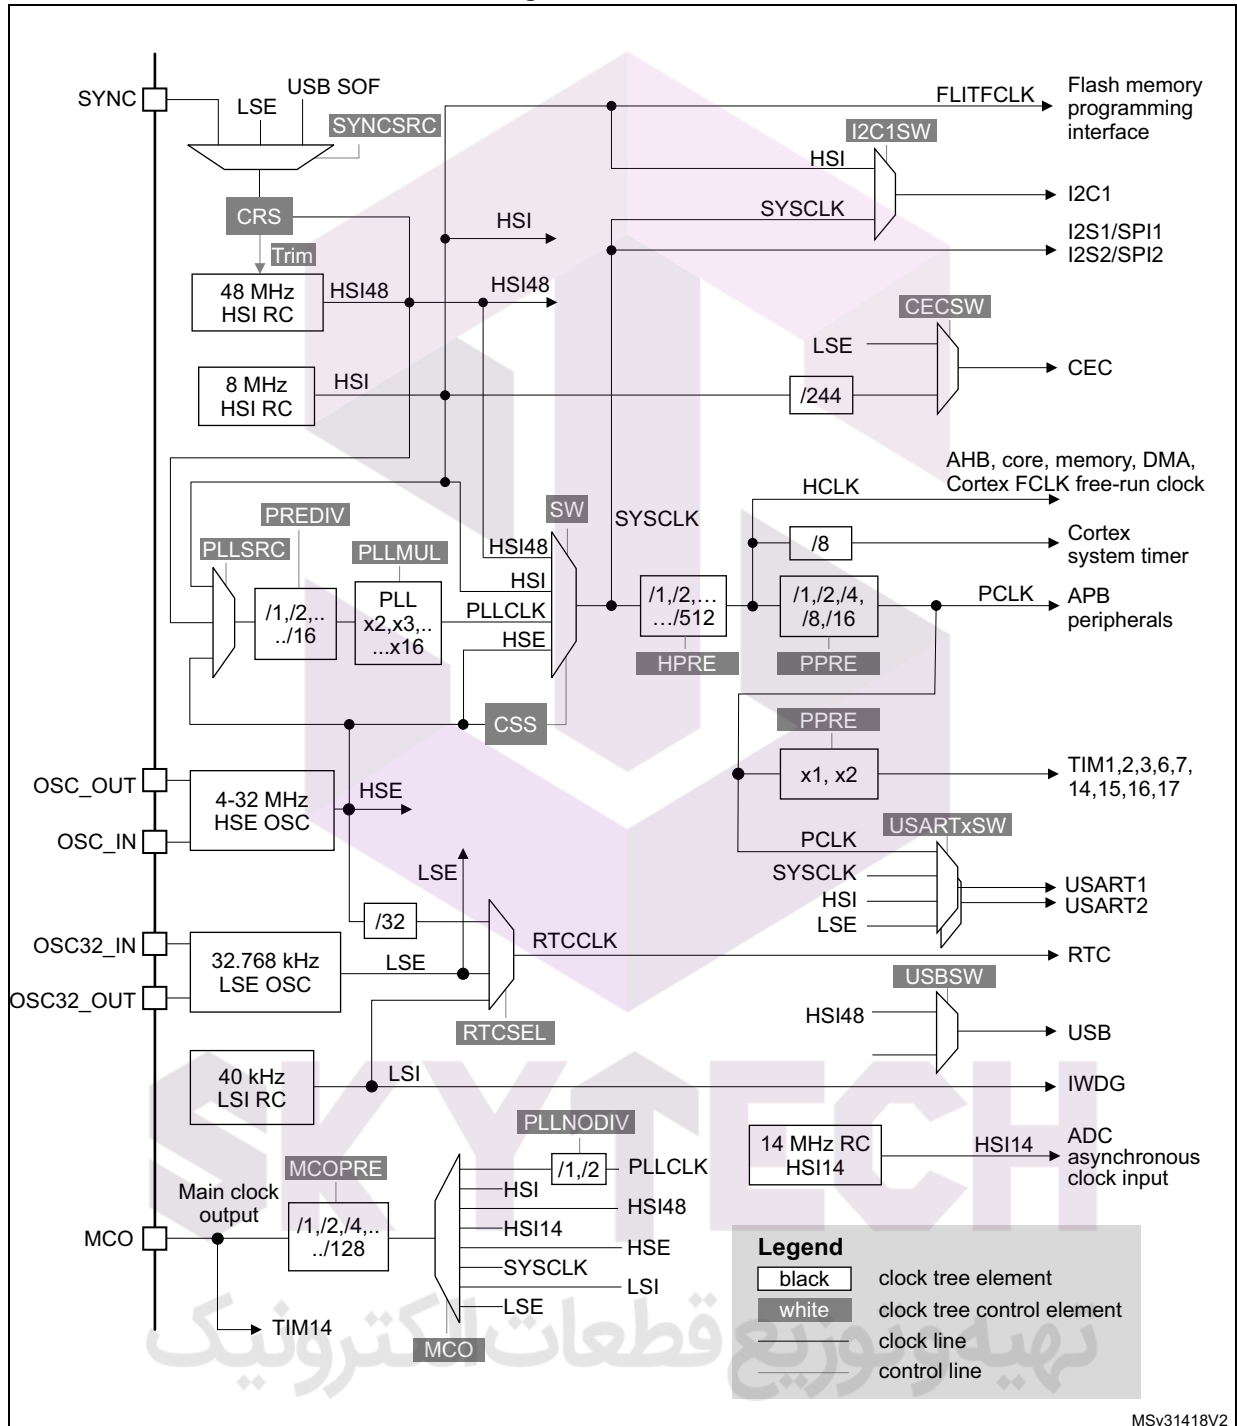 SYNC
LSE
USB SOF
SYNCSRC
CRS
Trim
48 MHz
HSI RC
HSI48
HSI
HSI48
8 MHz
HSI RC
HSI
FLITFCLK
Flash memory
programming
interface
I2C1SW
HSI
SYSCLK
I2C1
I2S1/SPI1
I2S2/SPI2
CECSW
LSE
/244
CEC
AHB, core, memory, DMA,
Cortex FCLK free-run clock
HCLK
/8
Cortex
system timer
PLLSRC
PREDIV
/1,/2,..
../16
PLLMUL
PLL
x2,x3,..
...x16
SW
HSI48
HSI
PLLCLK
HSE
SYSCLK
/1,/2,…
…/512
HPRE
/1,/2,/4,
/8,/16
PPRE
PCLK
APB
peripherals
CSS
PPRE
x1, x2
TIM1,2,3,6,7,
14,15,16,17
OSC_OUT
OSC_IN
4-32 MHz
HSE OSC
HSE
USARTxSW
PCLK
SYSCLK
HSI
LSE
USART1
USART2
LSE
/32
OSC32_IN
OSC32_OUT
32.768 kHz
LSE OSC
LSE
RTCCLK
RTC
RTCSEL
USBSW
HSI48
USB
40 kHz
LSI RC
LSI
IWDG
14 MHz RC
HSI14
HSI14
ADC
asynchronous
clock input
PLLNODIV
/1,/2
PLLCLK
HSI
HSI48
HSI14
HSE
SYSCLK
LSI
LSE
MCO
MCOPRE
/1,/2,/4,..
../128
Main clock
output
MCO
TIM14
Legend
black
clock tree element
white
clock tree control element
clock line
control line
MSv31418V2
SKYTECH
تهیه و توزیع قطعات الکترونیک